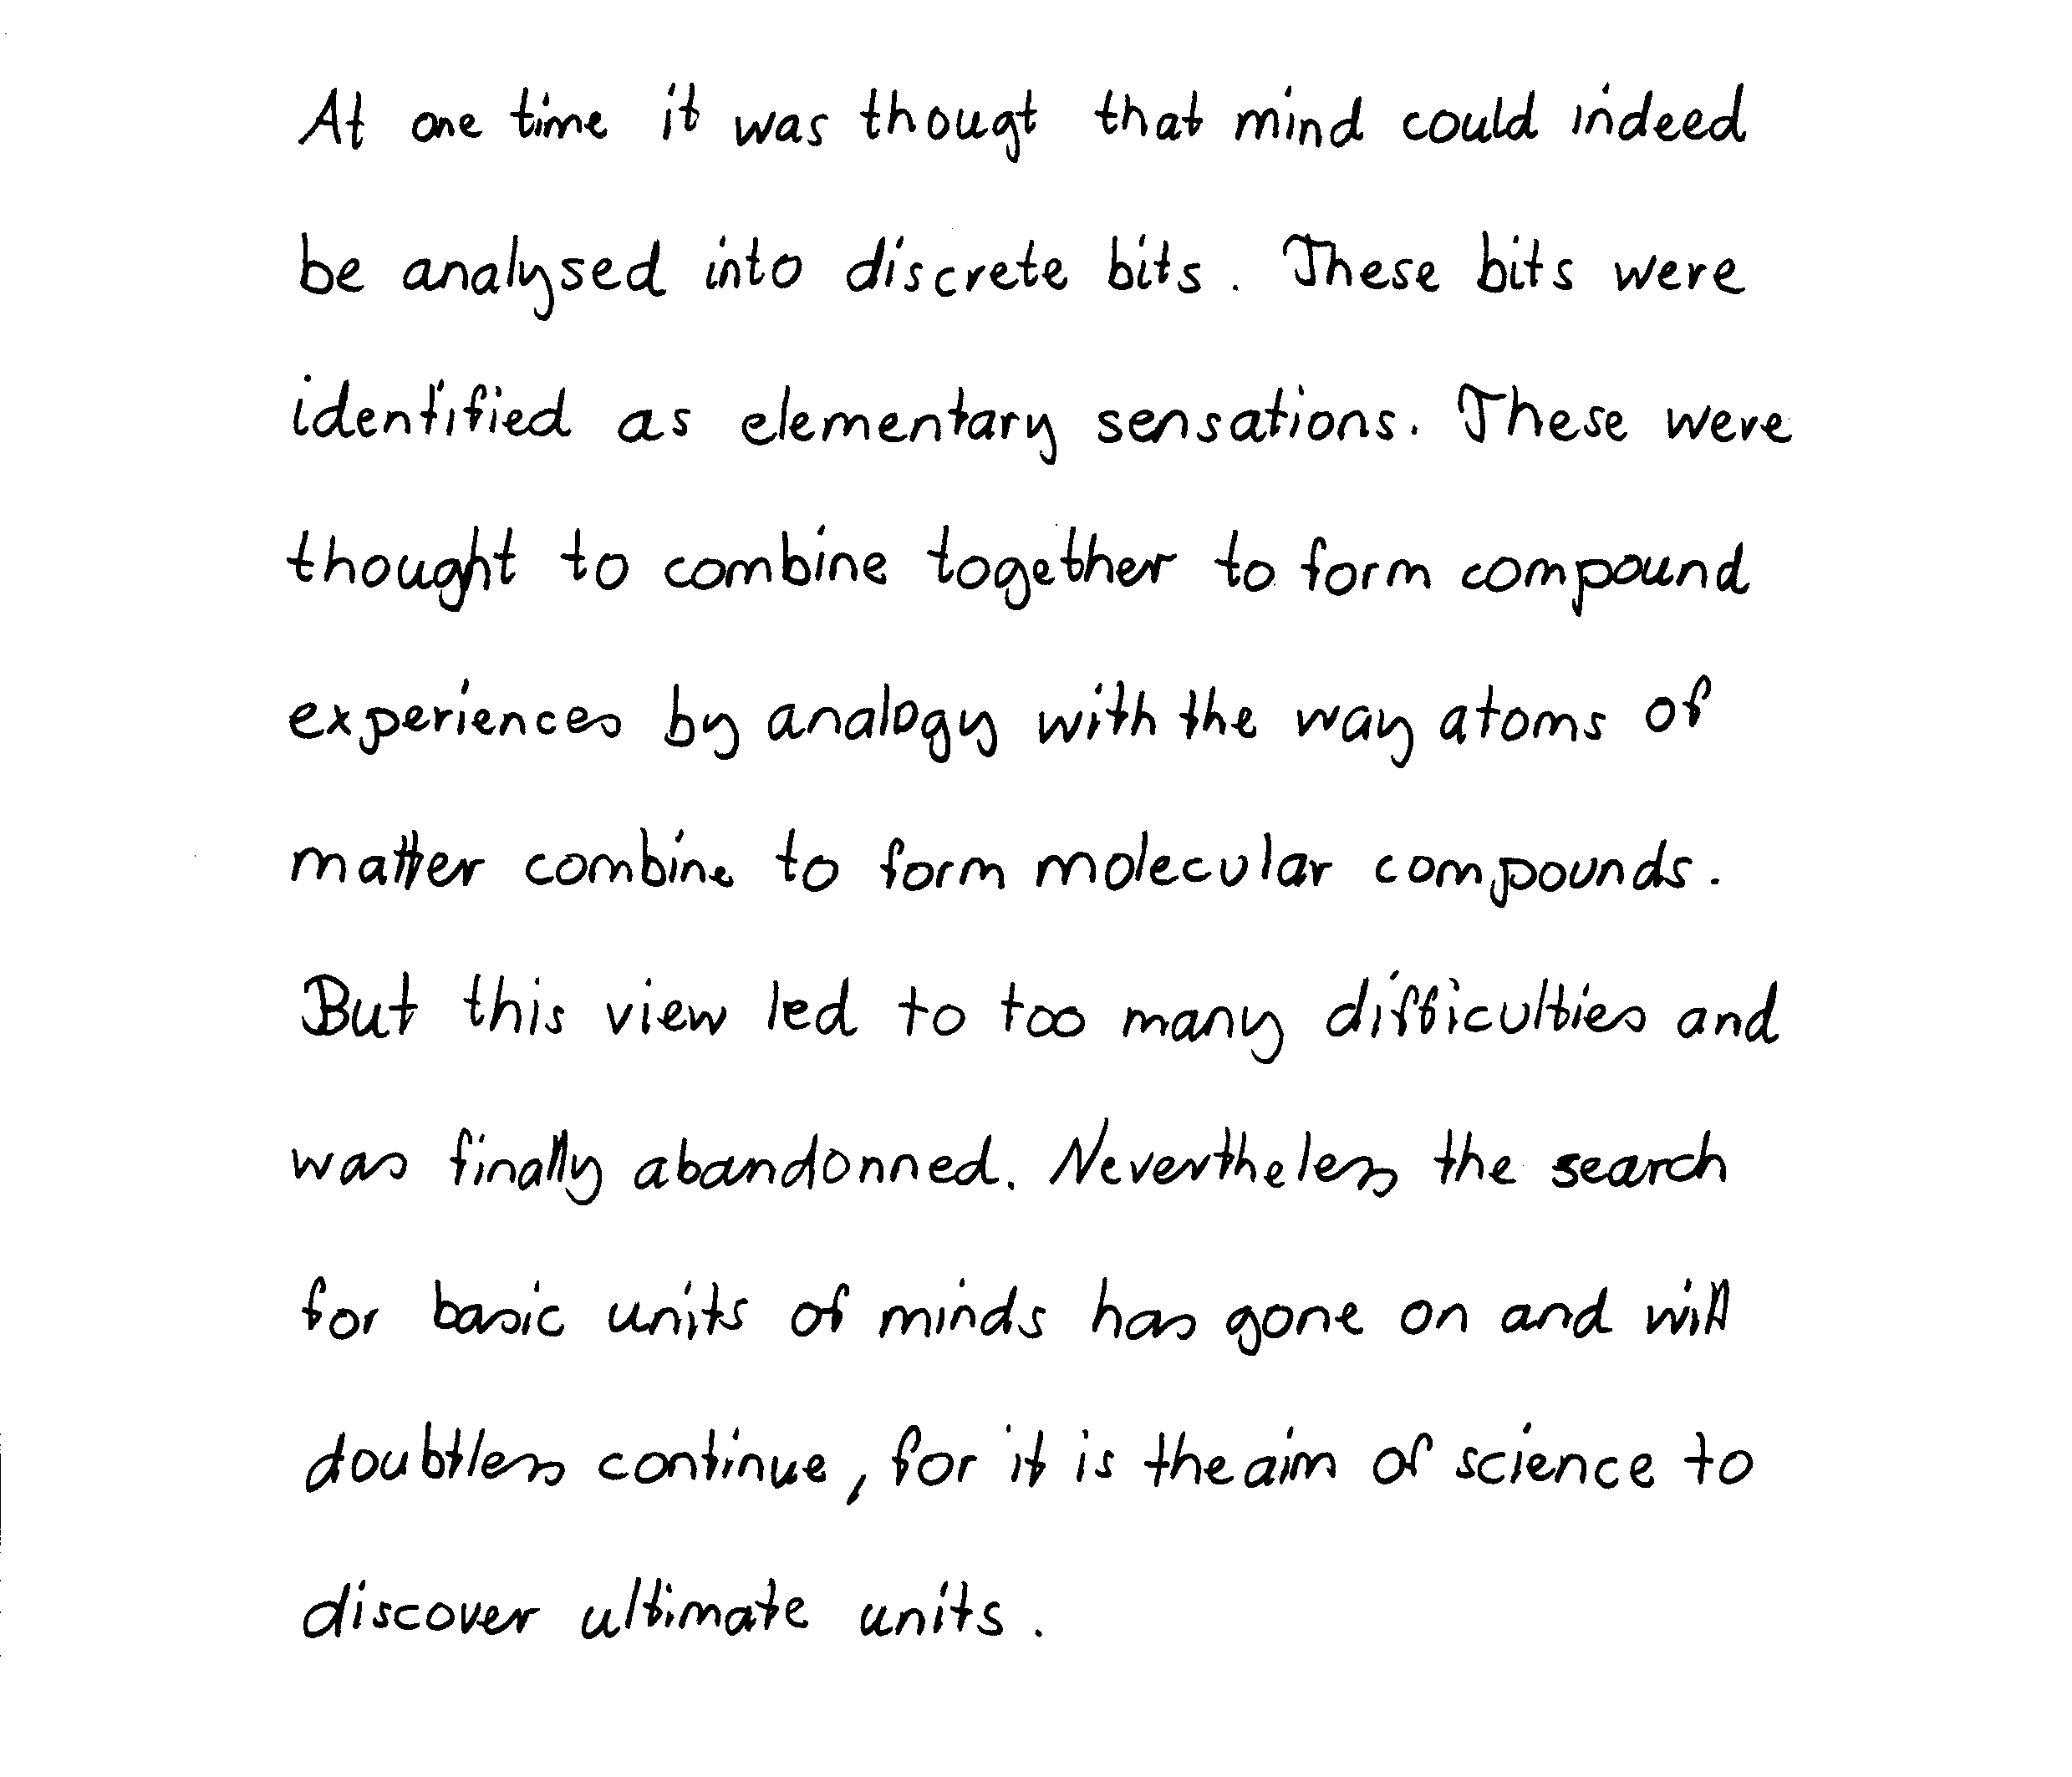 At one time it was thougt that mind could indeed
be analysed into discrete bits. These bits were
identified as elementary sensations. These were
thought to combine together to form compound
experiences by analogy with the way atoms of
matter combine to form molecular compounds.
But this view led to too many difficulties and
was finally abandonned. Nevertheless the search
for basic units of minds has gone on and will
doubtless continue, for it is the aim of science to
discover ultimate units.